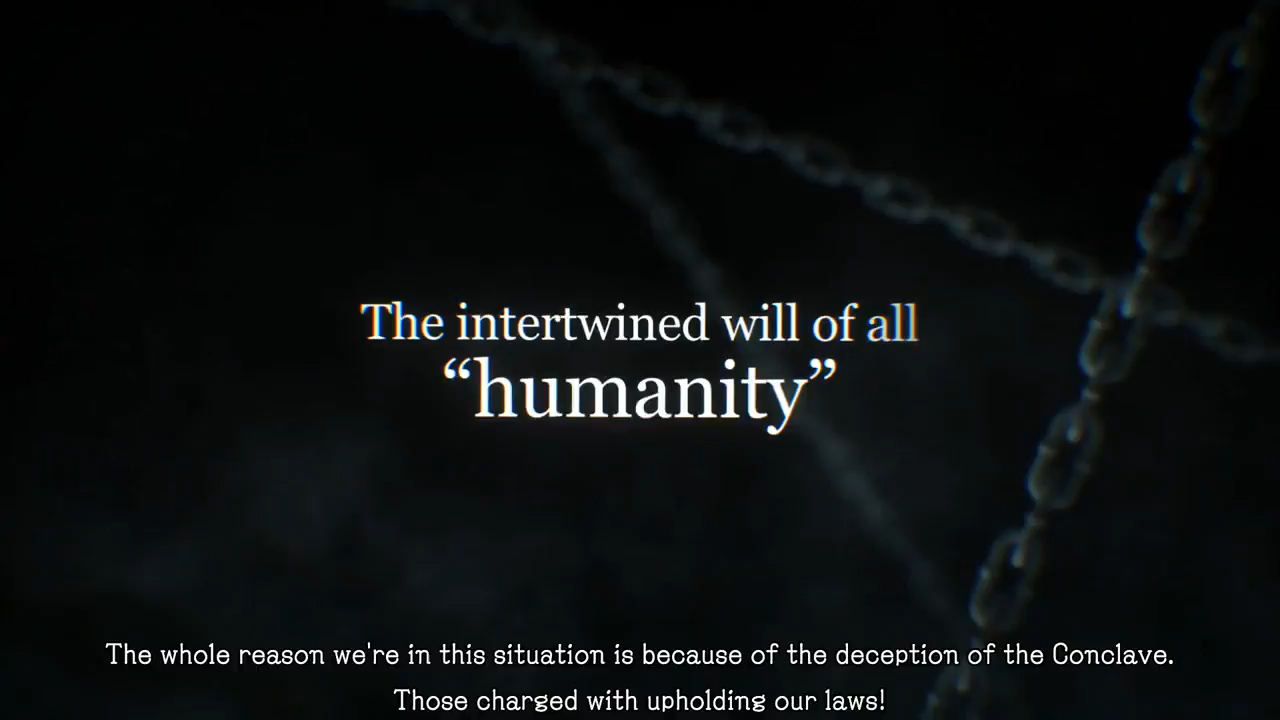 The intertwined will of all
“humanity”
The whole reason we're in this situation is because of the deception of the Conclave.
Those charged with upholding our laws!